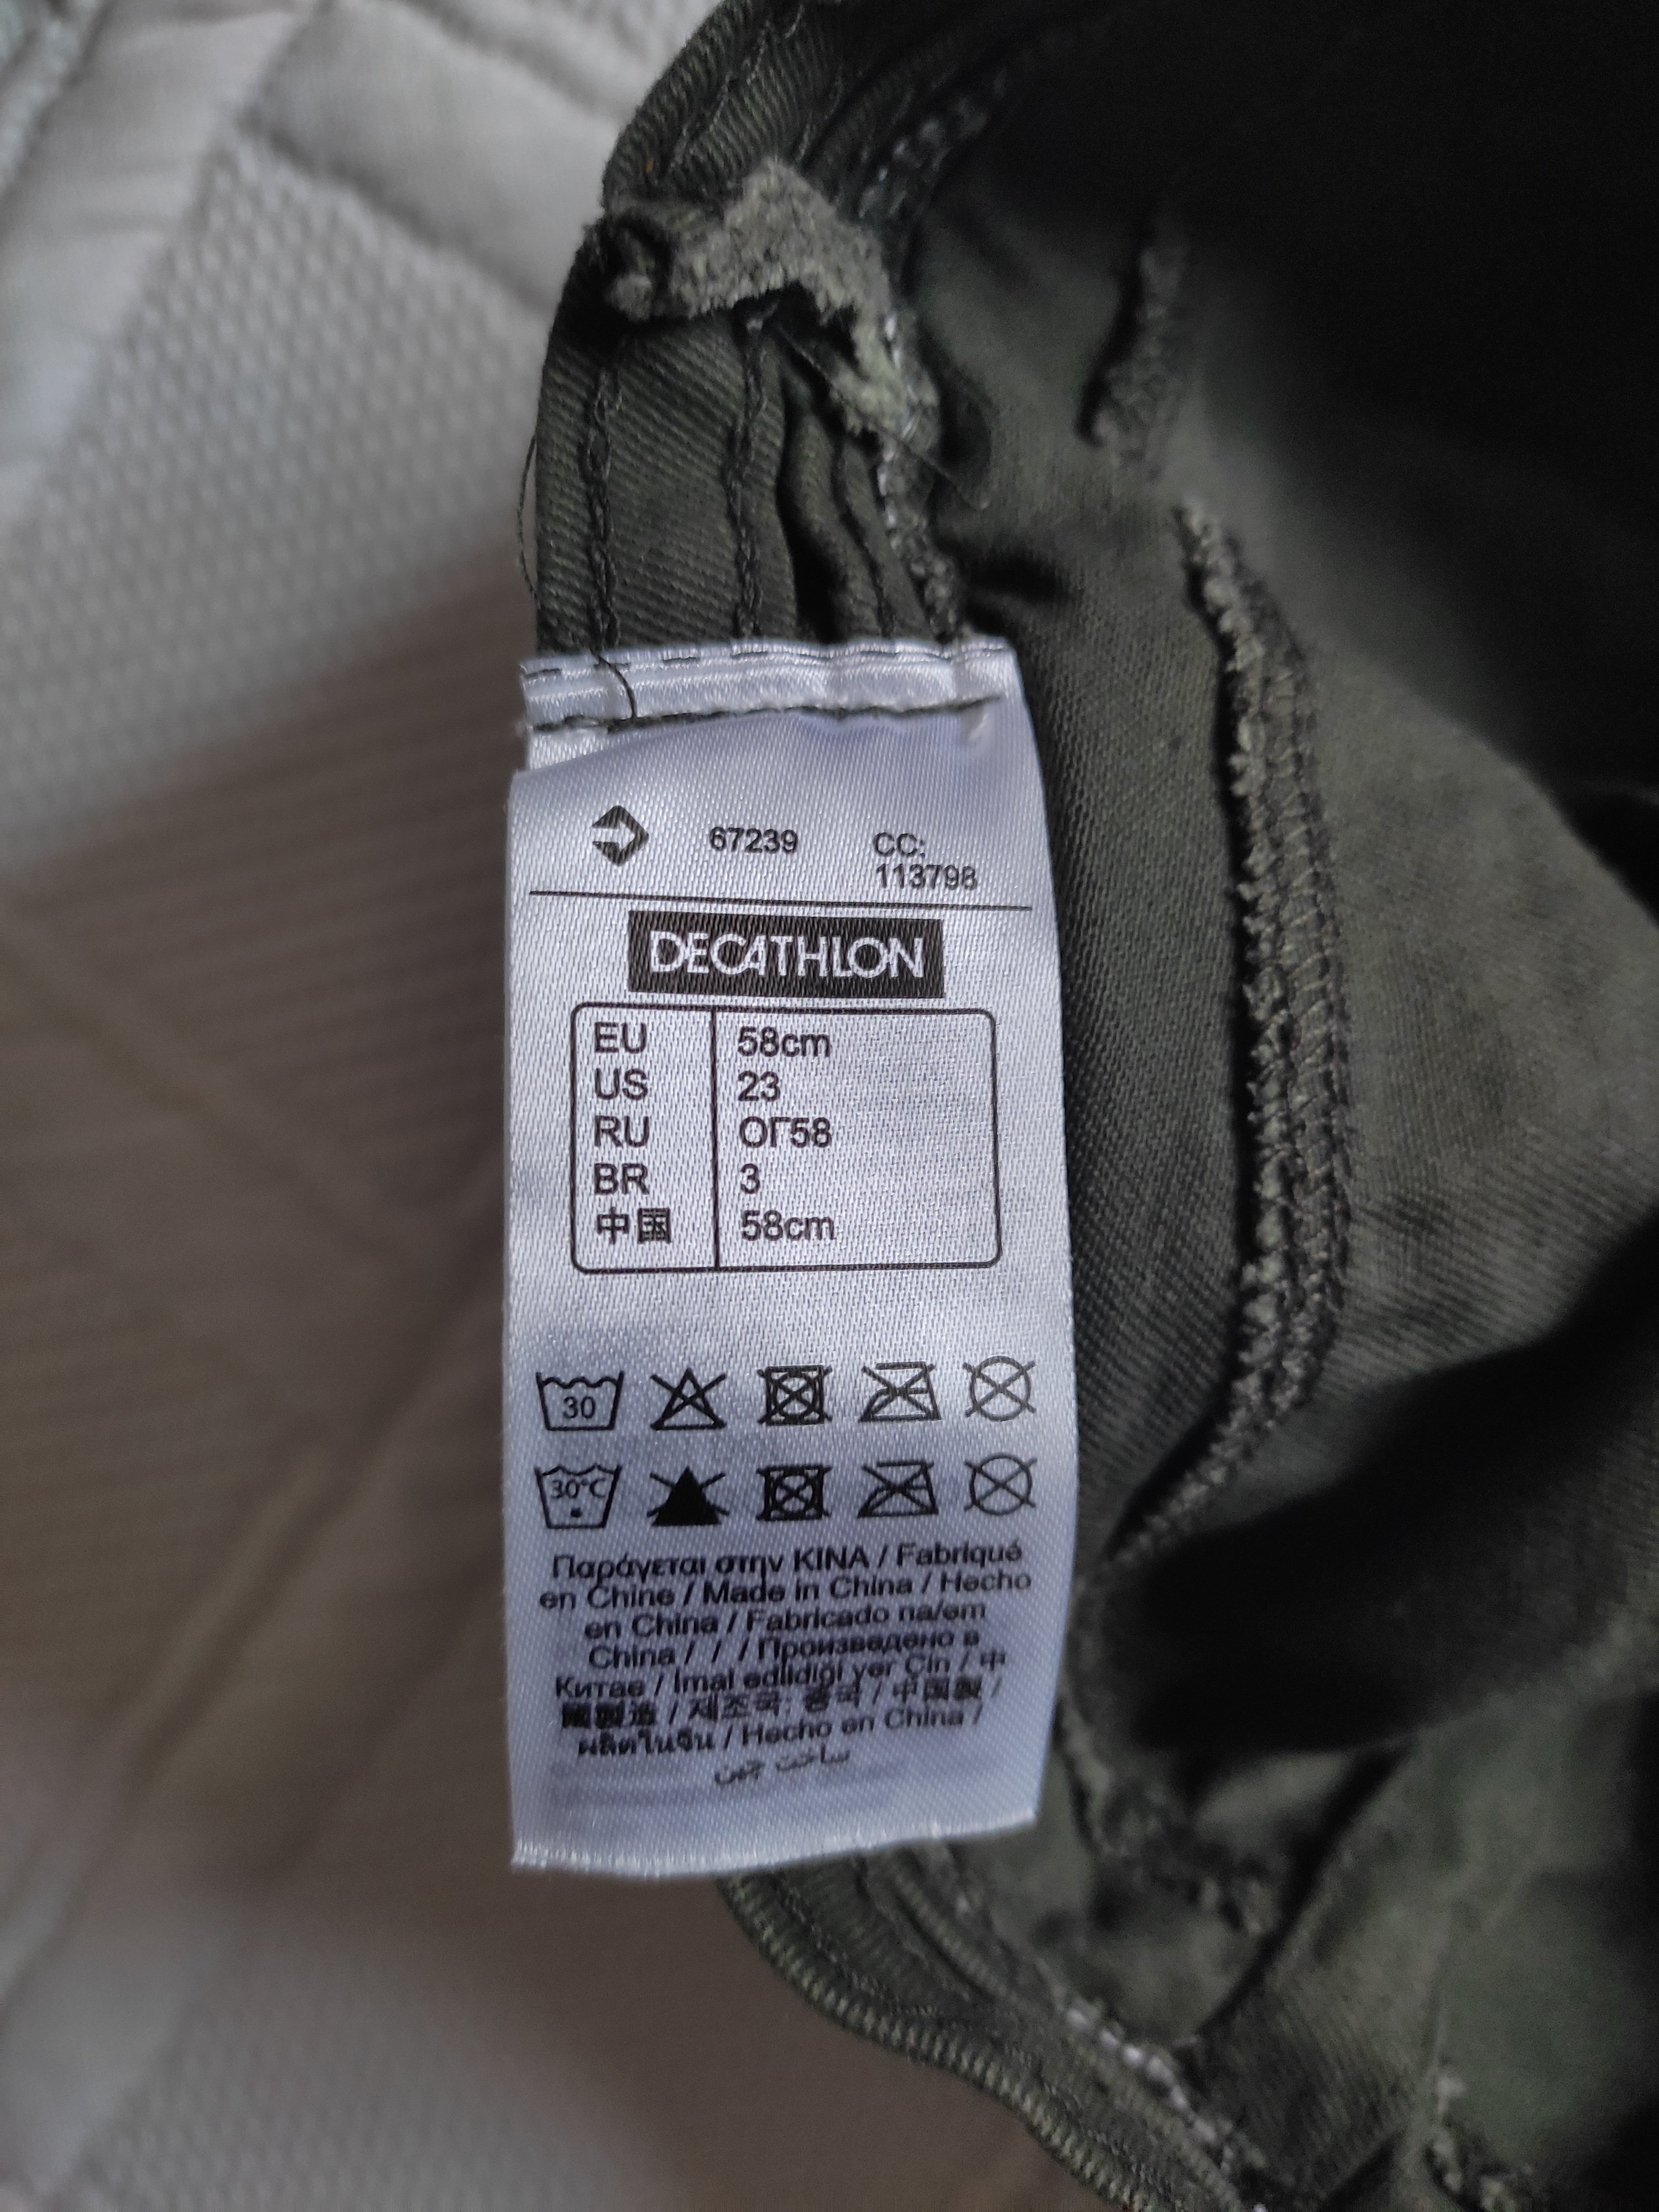 67239 CC:
113798
DECATHLON
EU 58cm
US 23
RU ОГ58
BR 3
中国 58cm
30
30°C
Παράγεται στην ΚΙΝΑ / Fabriqué
en Chine / Made in China / Hecho
en China / Fabricado na/em
China / / / Произведено в
Китае / Imal edildigi yer Çin / 中
國製造 / 제조국: 중국 / 中国製 /
ผลิตในจีน / Hecho en China /
ساخت چين